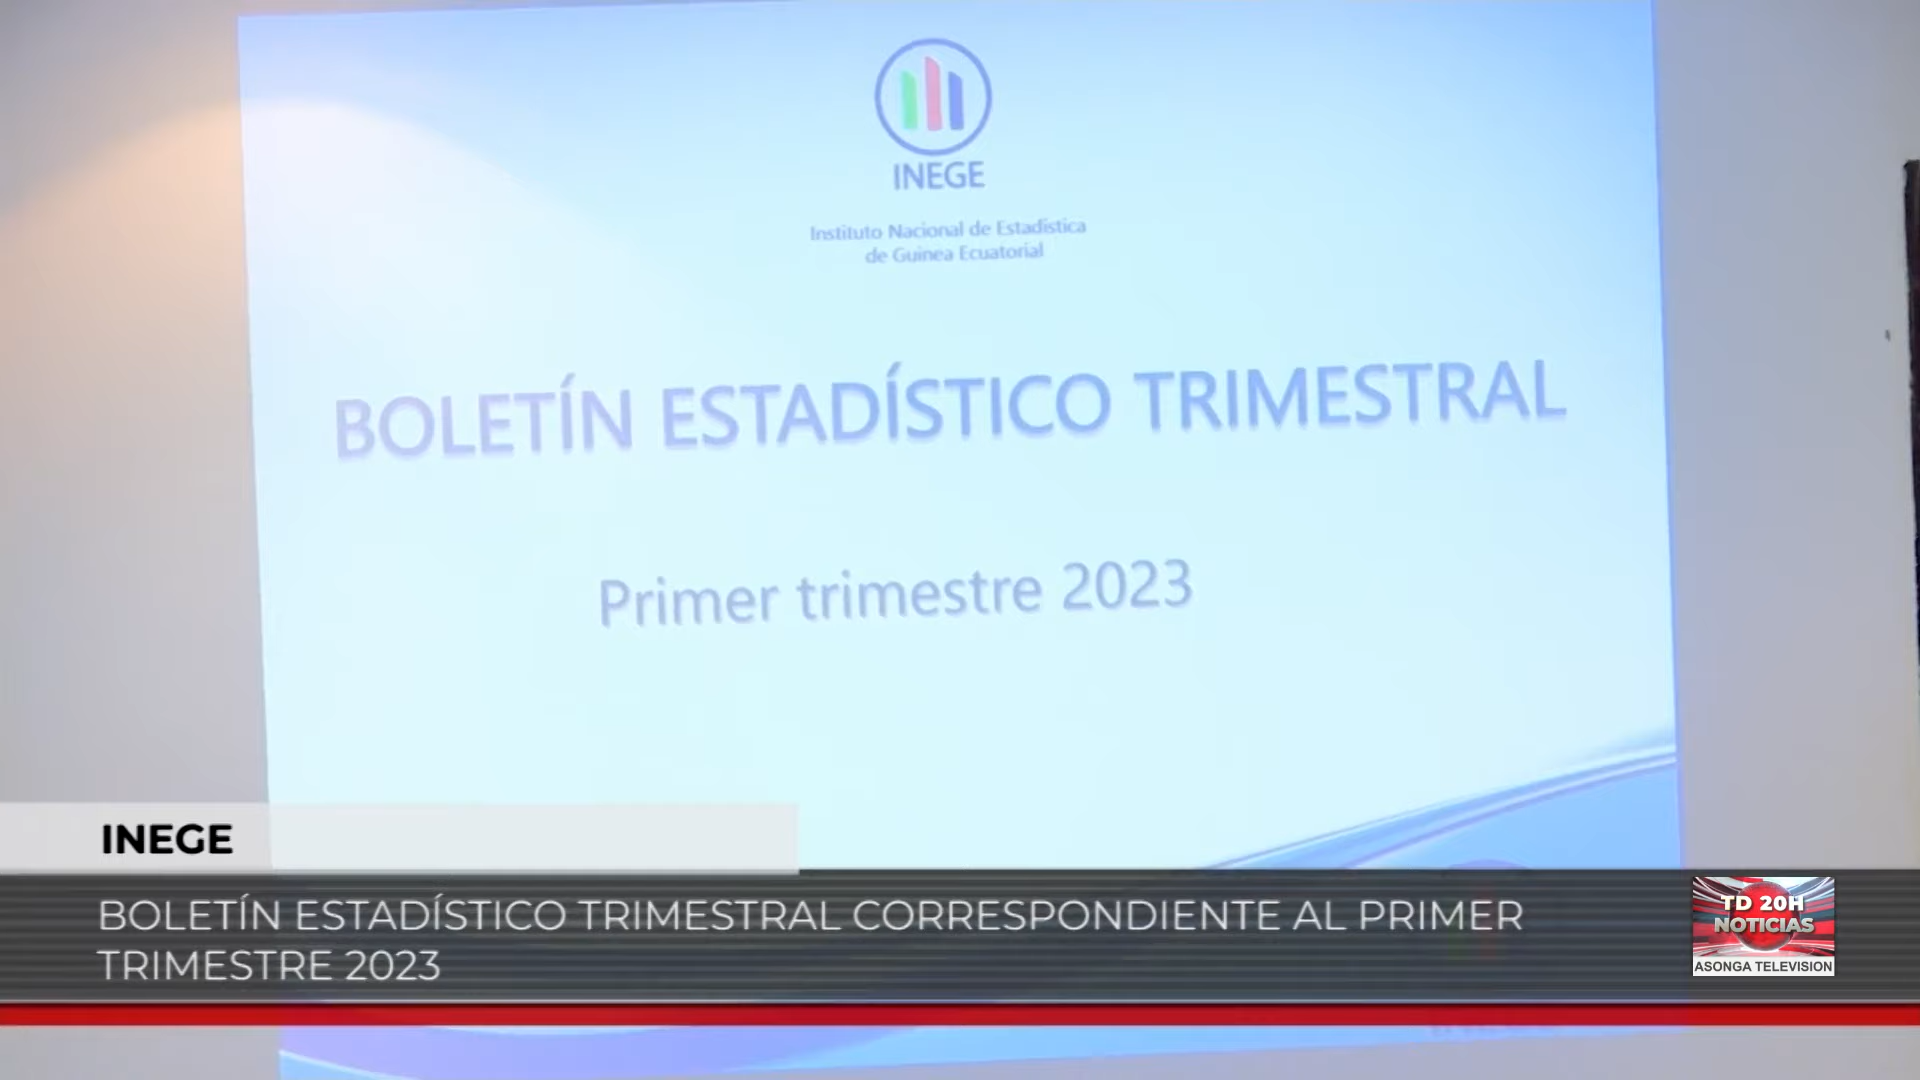 INEGE
Instituto Nacional de Estadística
de Guinea Ecuatorial
BOLETÍN ESTADÍSTICO TRIMESTRAL
Primer trimestre 2023
INEGE
BOLETÍN ESTADÍSTICO TRIMESTRAL CORRESPONDIENTE AL PRIMER
TRIMESTRE 2023
TD 20H
NOTICIAS
ASONGA TELEVISION